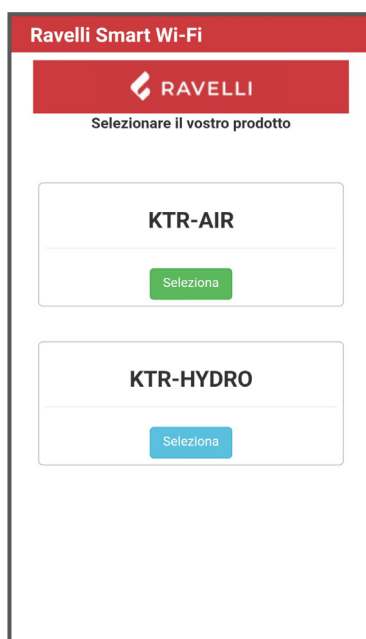 Ravelli Smart Wi-Fi
RAVELLI
Selezionare il vostro prodotto
KTR-AIR
Seleziona
KTR-HYDRO
Seleziona